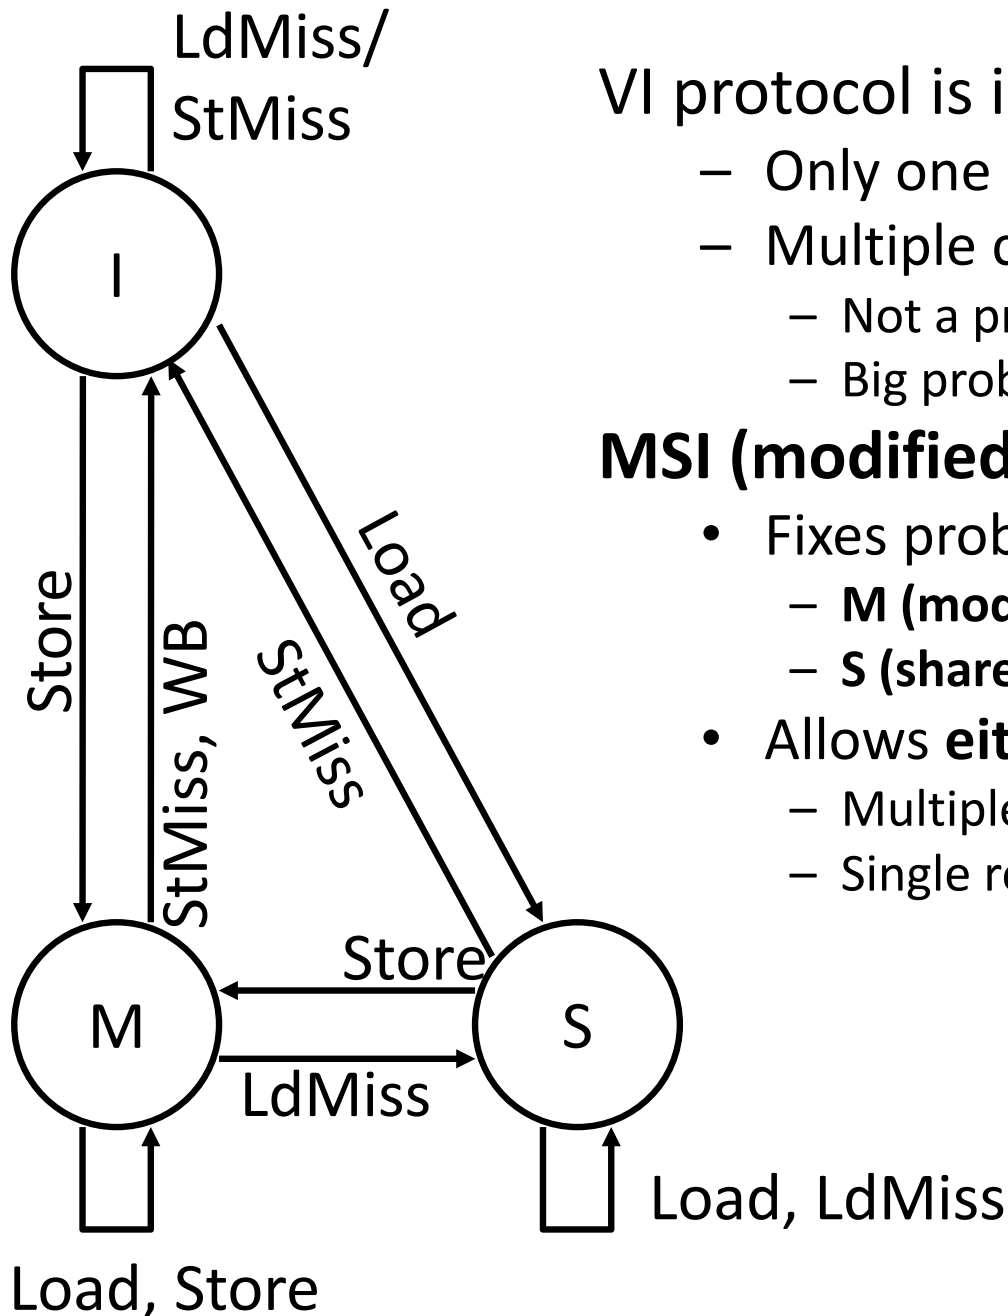 LdMiss/
StMiss
I
Store
StMiss, WB
StMiss
Load
M
S
Store
LdMiss
Load, Store
Load, LdMiss
VI protocol is i
– Only one
– Multiple c
– Not a pr
– Big prob
MSI (modified
• Fixes prob
– M (mod
– S (share
• Allows eit
– Multiple
– Single re